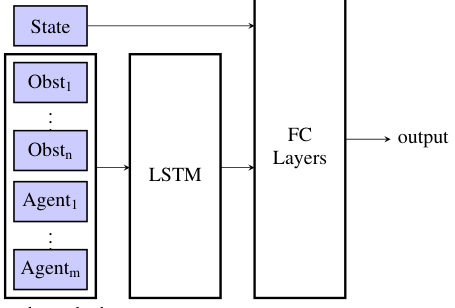 State
Obst1
⋮
Obstn
Agent1
⋮
Agentm
LSTM
FC
Layers
output